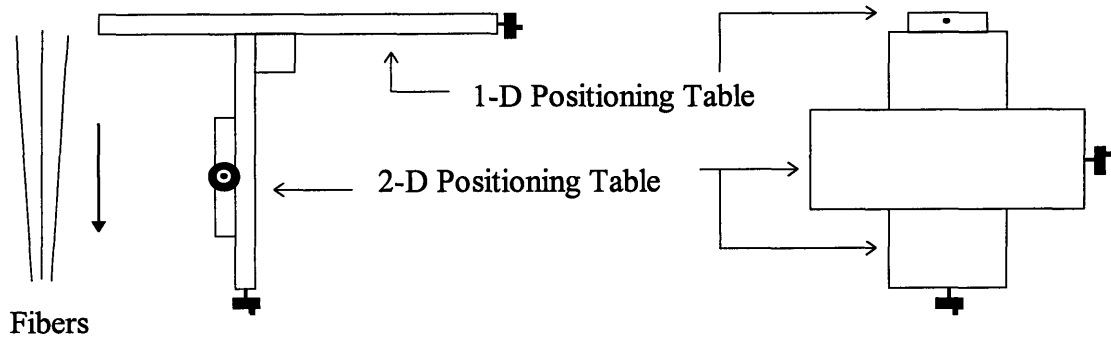 1-D Positioning Table
2-D Positioning Table
Fibers